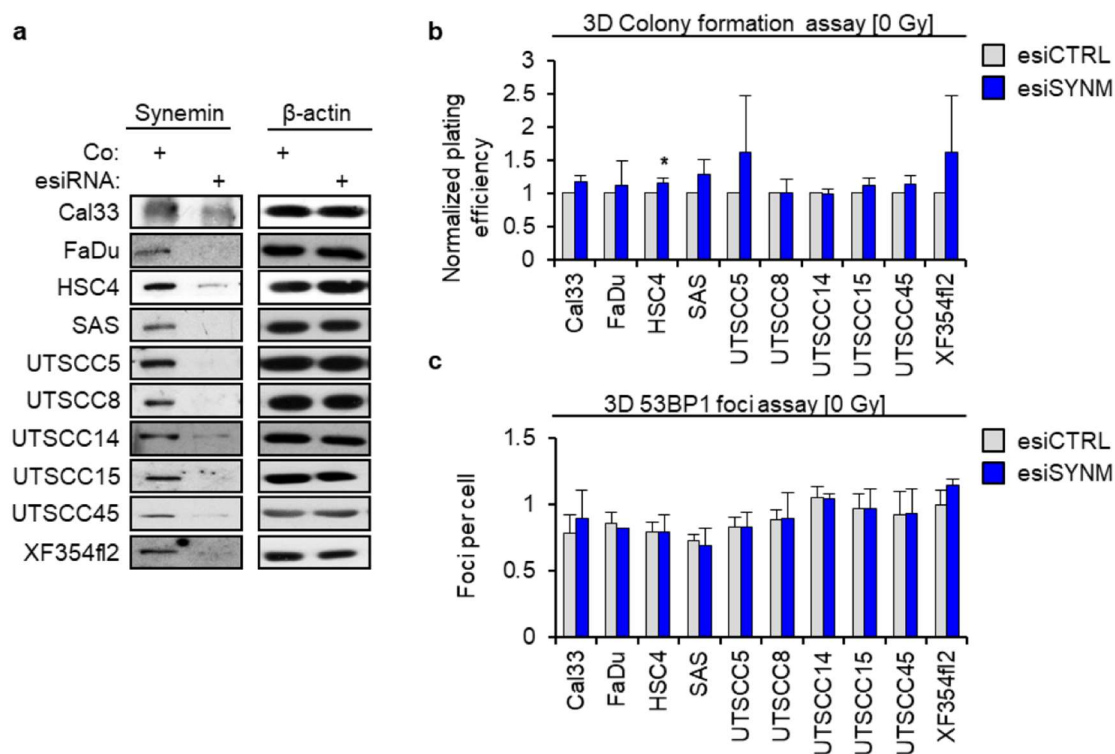 a
Synemin β-actin
Co: + +
esiRNA: + +
Cal33
FaDu
HSC4
SAS
UTSCC5
UTSCC8
UTSCC14
UTSCC15
UTSCC45
XF354fl2
b
3D Colony formation assay [0 Gy]
esiCTRL
esiSYNM
Normalized plating
efficiency
3
2.5
2
1.5
1
0.5
0
*
Cal33
FaDu
HSC4
SAS
UTSCC5
UTSCC8
UTSCC14
UTSCC15
UTSCC45
XF354fl2
c
3D 53BP1 foci assay [0 Gy]
esiCTRL
esiSYNM
Foci per cell
1.5
1
0.5
0
Cal33
FaDu
HSC4
SAS
UTSCC5
UTSCC8
UTSCC14
UTSCC15
UTSCC45
XF354fl2